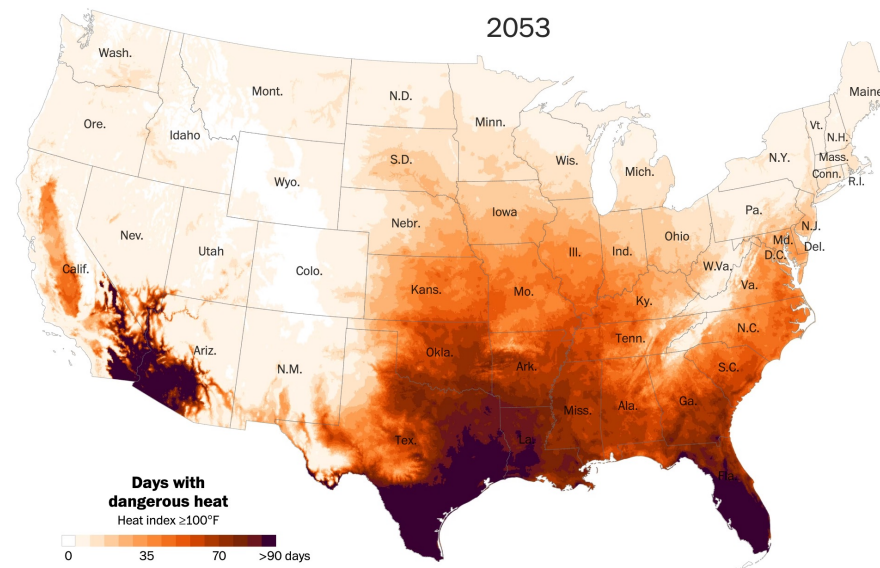 2053
Wash.
Mont.
N.D.
Minn.
Maine
Ore.
Idaho
S.D.
Wis.
Mich.
Vt.
N.H.
N.Y.
Mass.
Conn.
R.I.
Wyo.
Nebr.
Iowa
Pa.
Nev.
Utah
Colo.
Ill.
Ind.
Ohio
N.J.
Md.
Del.
D.C.
Calif.
Kans.
Mo.
W.Va.
Va.
Ky.
Ariz.
N.M.
Okla.
Ark.
Tenn.
N.C.
S.C.
Tex.
La.
Miss.
Ala.
Ga.
Fla.
Days with
dangerous heat
Heat index ≥100°F
0 35 70 >90 days